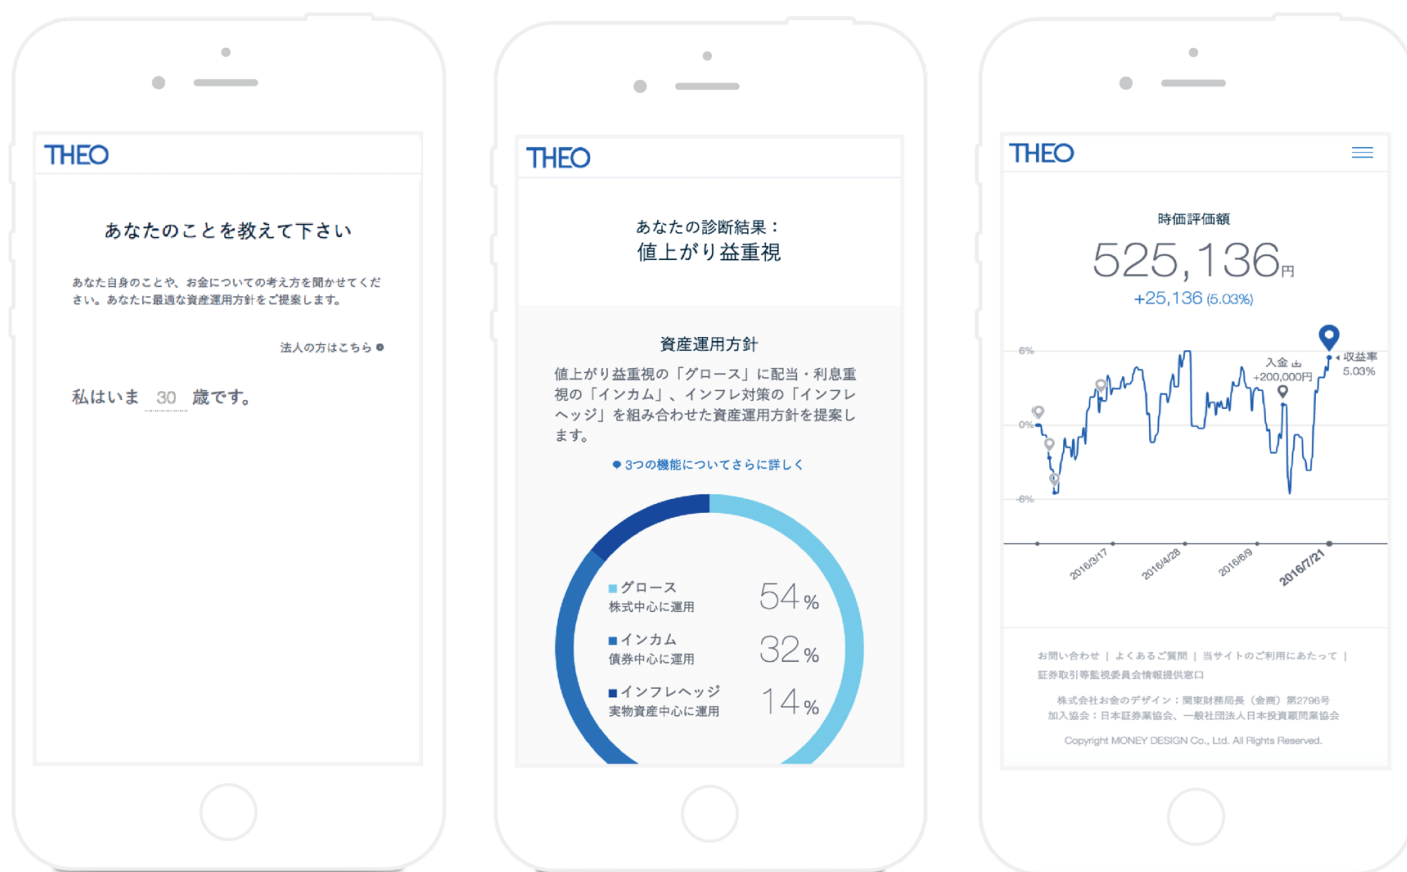 THEO
あなたのことを教えて下さい
あなた自身のことや、お金についての考え方を聞かせてくだ
さい。あなたに最適な資産運用方針をご提案します。
法人の方はこちら
私はいま 30 歳です。
THEO
あなたの診断結果：
値上がり益重視
資産運用方針
値上がり益重視の「グロース」に配当・利息重
視の「インカム」、インフレ対策の「インフレ
ヘッジ」を組み合わせた資産運用方針を提案し
ます。
3つの機能についてさらに詳しく
グロース
株式中心に運用
54%
インカム
債券中心に運用
32%
インフレヘッジ
実物資産中心に運用
14%
THEO
時価評価額
525,136円
+25,136 (5.03%)
6%
入金
+200,000円
収益率
5.03%
0%
-6%
2016/3/17
2016/4/28
2016/6/9
2016/7/21
お問い合わせ | よくあるご質問 | 当サイトのご利用にあたって |
証券取引等監視委員会情報提供窓口
株式会社お金のデザイン：関東財務局長（金商）第2796号
加入協会：日本証券業協会、一般社団法人日本投資顧問業協会
Copyright MONEY DESIGN Co., Ltd. All Rights Reserved.